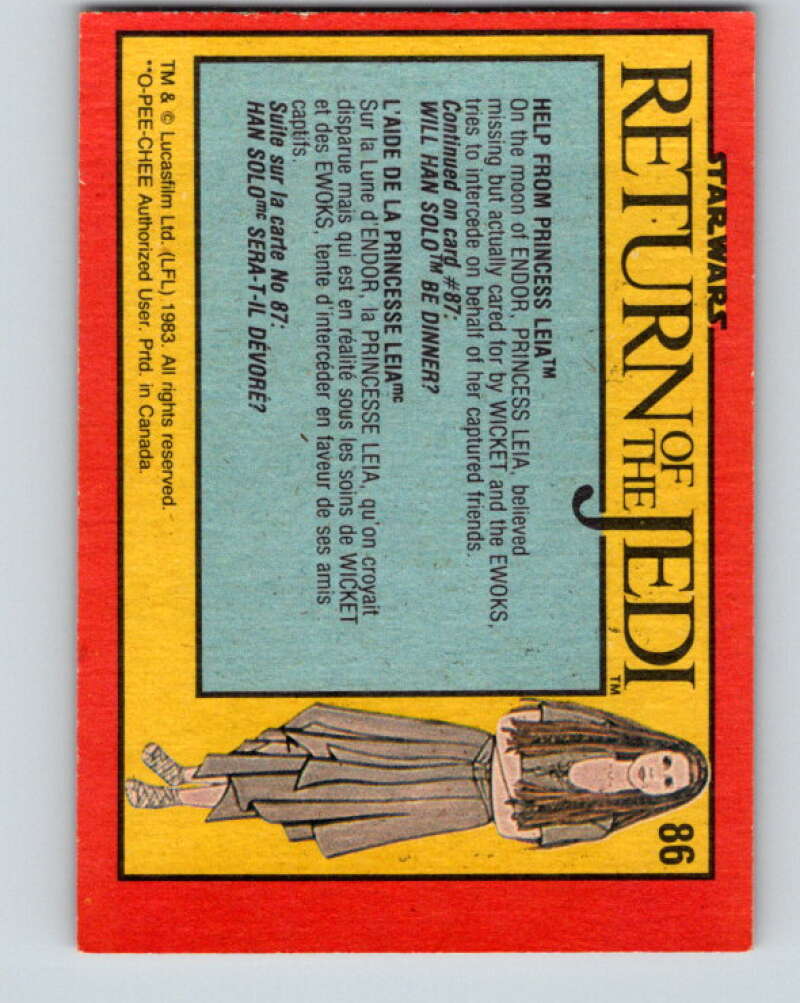 STAR WARS
RETURN OF THE JEDI™
86
HELP FROM PRINCESS LEIA™
On the moon of ENDOR, PRINCESS LEIA, believed
missing but actually cared for by WICKET and the EWOKS,
tries to intercede on behalf of her captured friends.
Continued on card #87:
WILL HAN SOLO™ BE DINNER?
L'AIDE DE LA PRINCESSE LEIAmc
Sur la Lune d'ENDOR, la PRINCESSE LEIA, qu'on croyait
disparue mais qui est en réalité sous les soins de WICKET
et des EWOKS, tente d'intercéder en faveur de ses amis
captifs.
Suite sur la carte No 87:
HAN SOLOmc SERA-T-IL DÉVORÉ?
TM & © Lucasfilm Ltd. (LFL) 1983. All rights reserved.
**O-PEE-CHEE Authorized User. Prtd. in Canada.